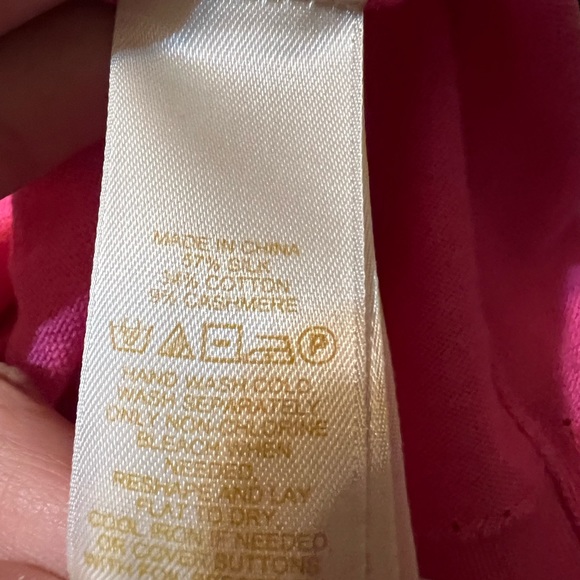 MADE IN CHINA
57% SILK
34% COTTON
9% CASHMERE
P
HAND WASH COLD
WASH SEPARATELY
ONLY NON-CHLORINE
BLEACH WHEN
NEEDED
RESHAPE AND LAY
FLAT TO DRY
COOL IRON IF NEEDED
OR COVER BUTTONS